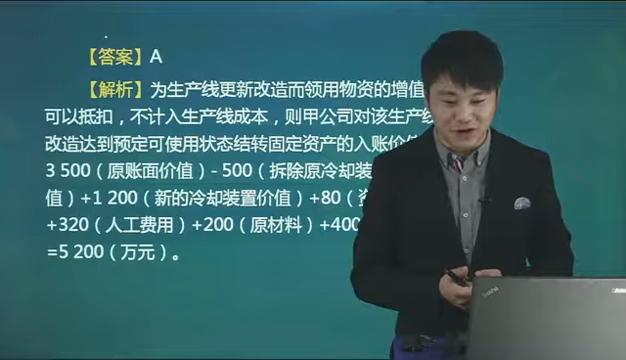 【答案】A
【解析】为生产线更新改造而领用物资的增值
可以抵扣，不计入生产线成本，则甲公司对该生产线
改造达到预定可使用状态结转固定资产的入账价值
3 500（原账面价值）- 500（拆除原冷却装
值）+1 200（新的冷却装置价值）+80（资
+320（人工费用）+200（原材料）+400
=5 200（万元）。
ThinkPad